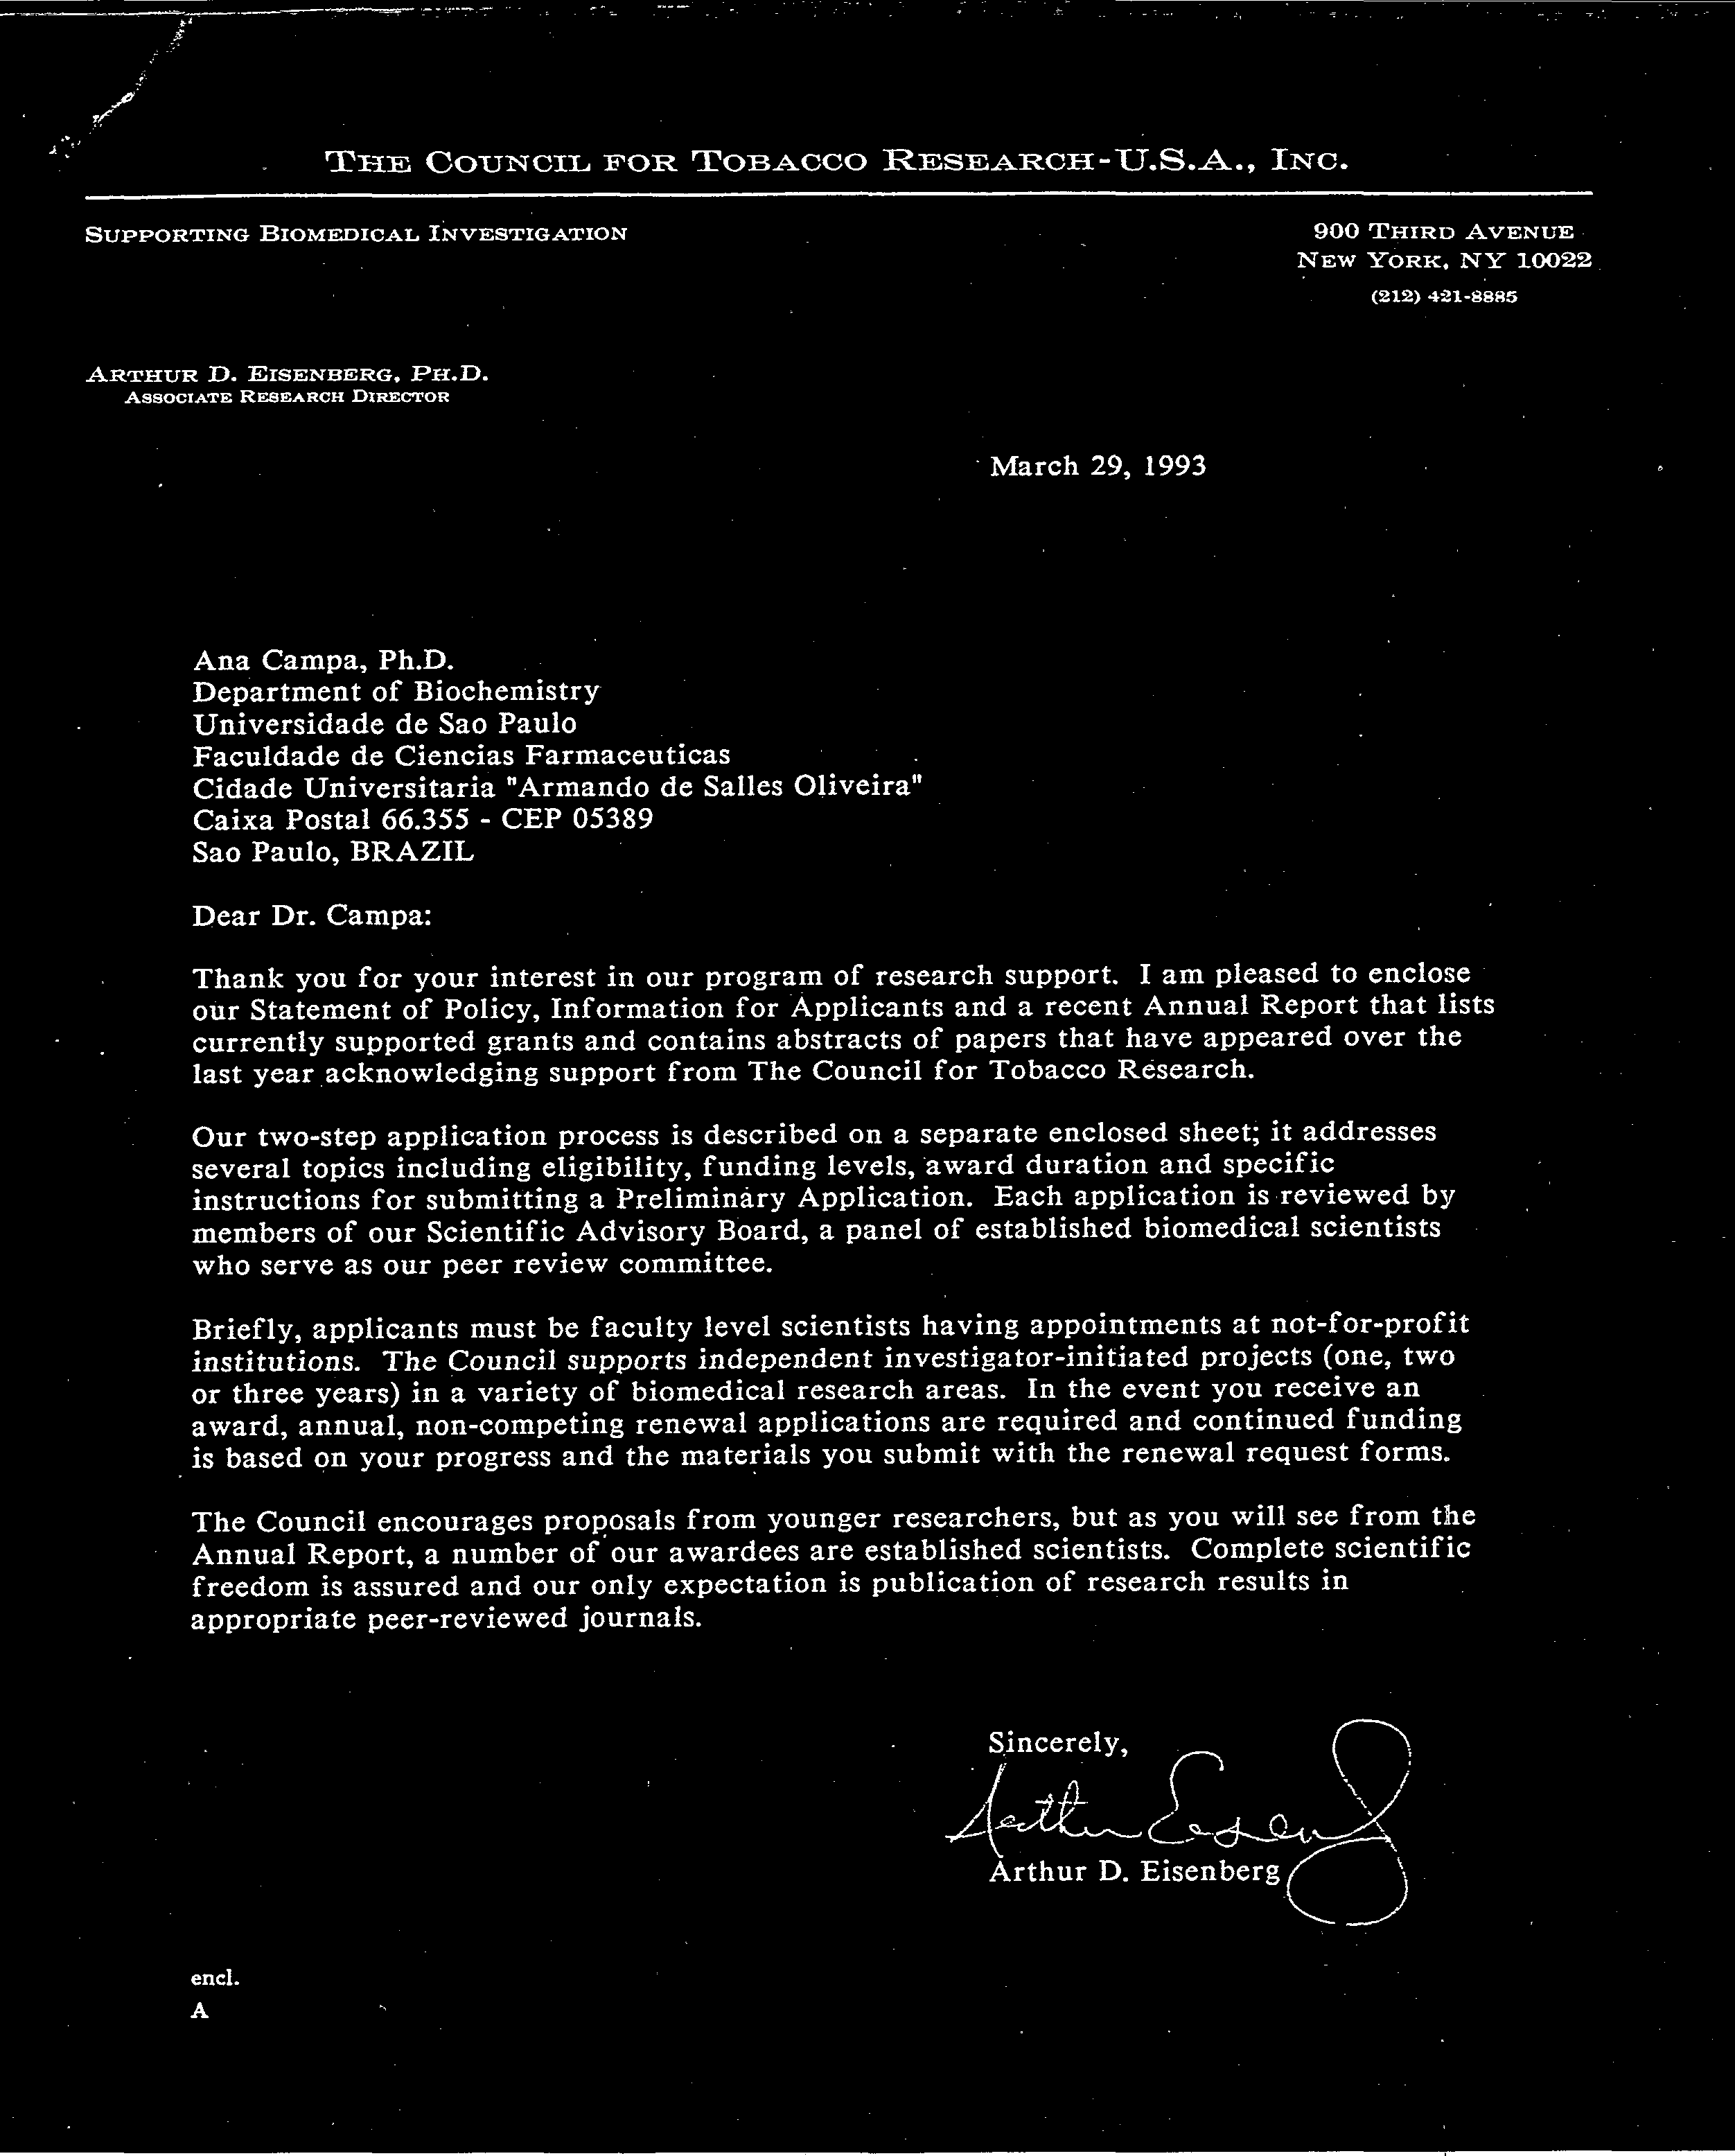 THE COUNCIL FOR TOBACCO RESEARCH-U.S.A., INC.
SUPPORTING BIOMEDICAL INVESTIGATION
900 THIRD AVENUE
NEW YORK, NY 10022
(212) 421-8885
ARTHUR D. EISENBERG, PH.D.
ASSOCIATE RESEARCH DIRECTOR
March 29, 1993
Ana Campa, Ph.D.
Department of Biochemistry
Universidade de Sao Paulo
Faculdade de Ciencias Farmaceuticas
Cidade Universitaria "Armando de Salles Oliveira"
Caixa Postal 66.355 - CEP 05389
Sao Paulo, BRAZIL
Dear Dr. Campa:
Thank you for your interest in our program of research support. I am pleased to enclose
our Statement of Policy, Information for Applicants and a recent Annual Report that lists
currently supported grants and contains abstracts of papers that have appeared over the
last year acknowledging support from The Council for Tobacco Research.
Our two-step application process is described on a separate enclosed sheet; it addresses
several topics including eligibility, funding levels, award duration and specific
instructions for submitting a Preliminary Application. Each application is reviewed by
members of our Scientific Advisory Board, a panel of established biomedical scientists
who serve as our peer review committee.
Briefly, applicants must be faculty level scientists having appointments at not-for-profit
institutions. The Council supports independent investigator-initiated projects (one, two
or three years) in a variety of biomedical research areas. In the event you receive an
award, annual, non-competing renewal applications are required and continued funding
is based on your progress and the materials you submit with the renewal request forms.
The Council encourages proposals from younger researchers, but as you will see from the
Annual Report, a number of our awardees are established scientists. Complete scientific
freedom is assured and our only expectation is publication of research results in
appropriate peer-reviewed journals.
Sincerely,
Arthur D. Eisenberg
encl.
A